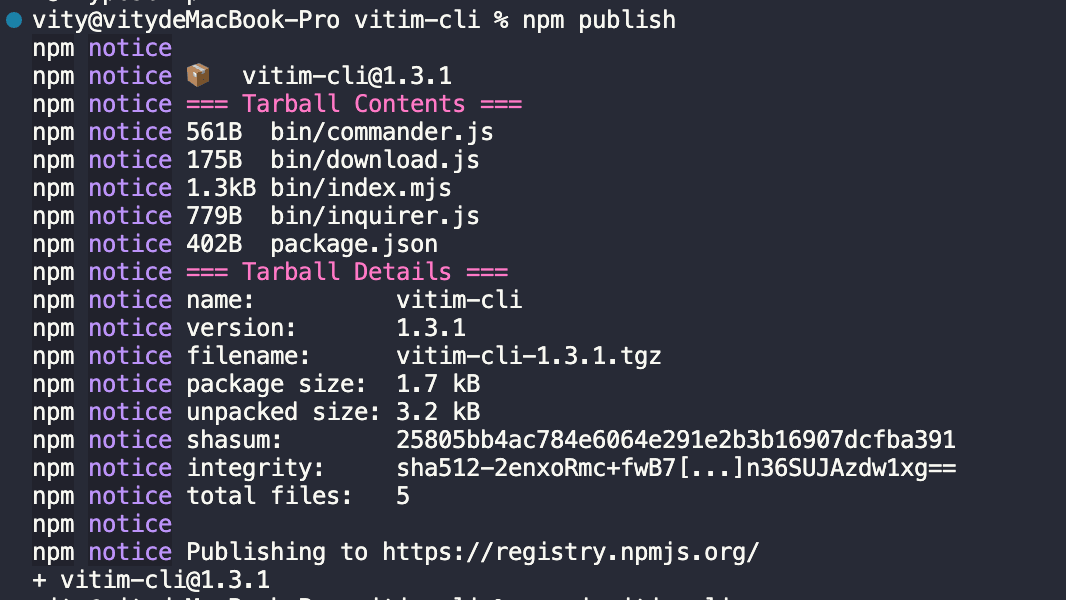 vity@vitydeMacBook-Pro vitim-cli % npm publish
npm notice
npm notice 📦  vitim-cli@1.3.1
npm notice === Tarball Contents ===
npm notice 561B  bin/commander.js
npm notice 175B  bin/download.js
npm notice 1.3kB bin/index.mjs
npm notice 779B  bin/inquirer.js
npm notice 402B  package.json
npm notice === Tarball Details ===
npm notice name:          vitim-cli
npm notice version:       1.3.1
npm notice filename:      vitim-cli-1.3.1.tgz
npm notice package size:  1.7 kB
npm notice unpacked size: 3.2 kB
npm notice shasum:        25805bb4ac784e6064e291e2b3b16907dcfba391
npm notice integrity:     sha512-2enxoRmc+fwB7[...]n36SUJAzdw1xg==
npm notice total files:   5
npm notice
npm notice Publishing to https://registry.npmjs.org/
+ vitim-cli@1.3.1